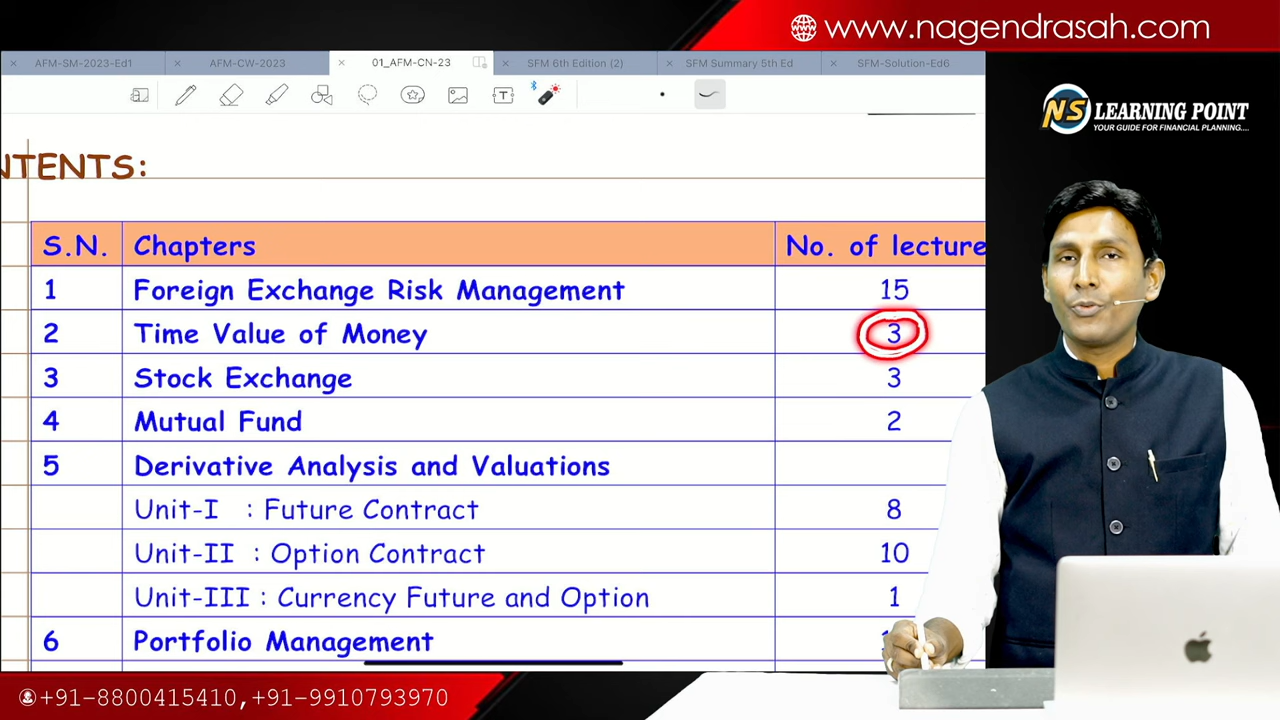 www.nagendrasah.com
AFM-SM-2023-Ed1
AFM-CW-2023
01_AFM-CN-23
SFM 6th Edition (2)
SFM Summary 5th Ed
SFM-Solution-Ed6
NS LEARNING POINT
YOUR GUIDE FOR FINANCIAL PLANNING....
NTENTS:
S.N. Chapters No. of lecture
1 Foreign Exchange Risk Management 15
2 Time Value of Money 3
3 Stock Exchange 3
4 Mutual Fund 2
5 Derivative Analysis and Valuations
Unit-I : Future Contract 8
Unit-II : Option Contract 10
Unit-III : Currency Future and Option 1
6 Portfolio Management
+91-8800415410,+91-9910793970